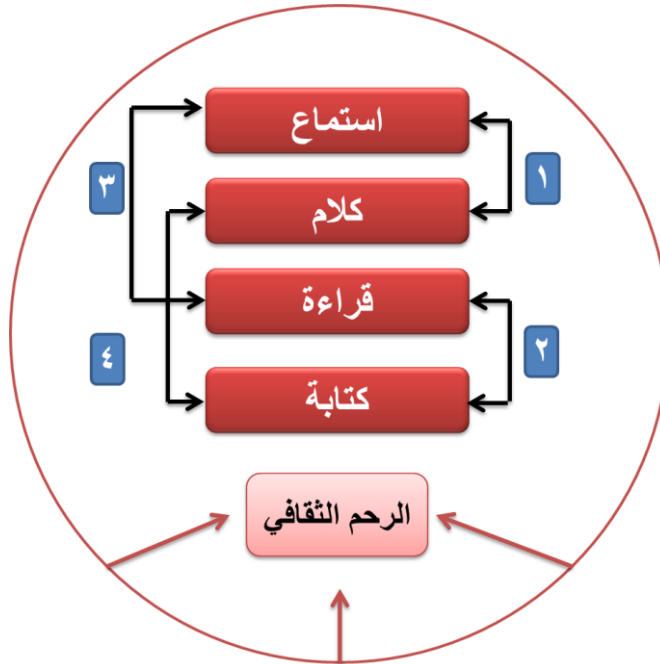 استماع
١
٣
كلام
قراءة
٢
٤
كتابة
الرحم الثقافي